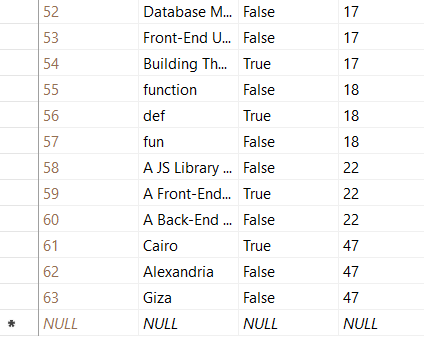 52 Database M... False 17
53 Front-End U... False 17
54 Building Th... True 17
55 function False 18
56 def True 18
57 fun False 18
58 A JS Library ... False 22
59 A Front-End... True 22
60 A Back-End ... False 22
61 Cairo True 47
62 Alexandria False 47
63 Giza False 47
* NULL NULL NULL NULL